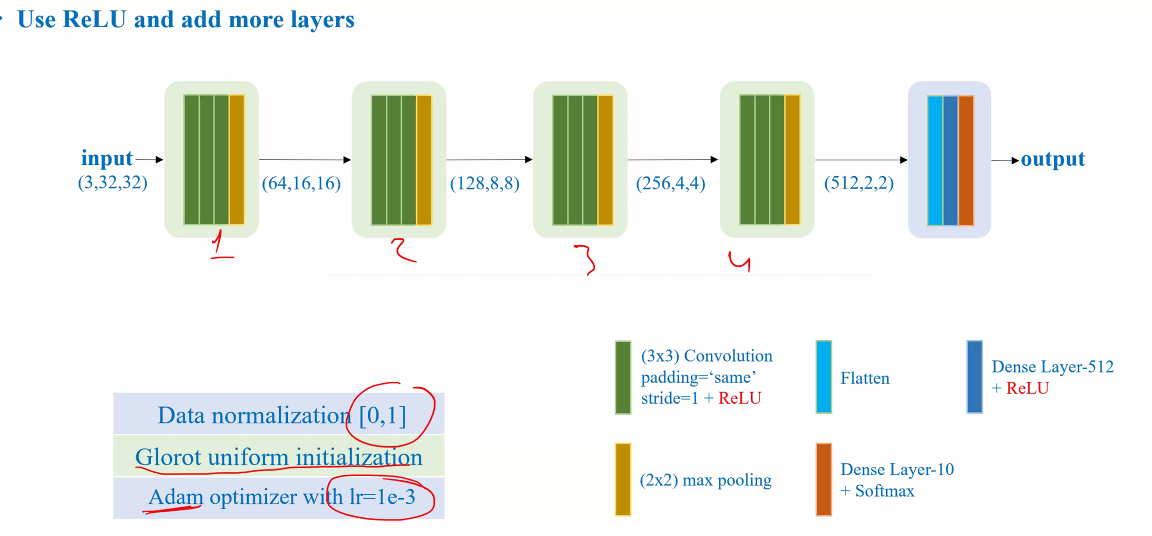 Use ReLU and add more layers
input
(3,32,32)
(64,16,16)
(128,8,8)
(256,4,4)
(512,2,2)
output
1
2
3
4
(3x3) Convolution
padding=‘same’
stride=1 + ReLU
Flatten
Dense Layer-512
+ ReLU
(2x2) max pooling
Dense Layer-10
+ Softmax
Data normalization [0,1]
Glorot uniform initialization
Adam optimizer with lr=1e-3